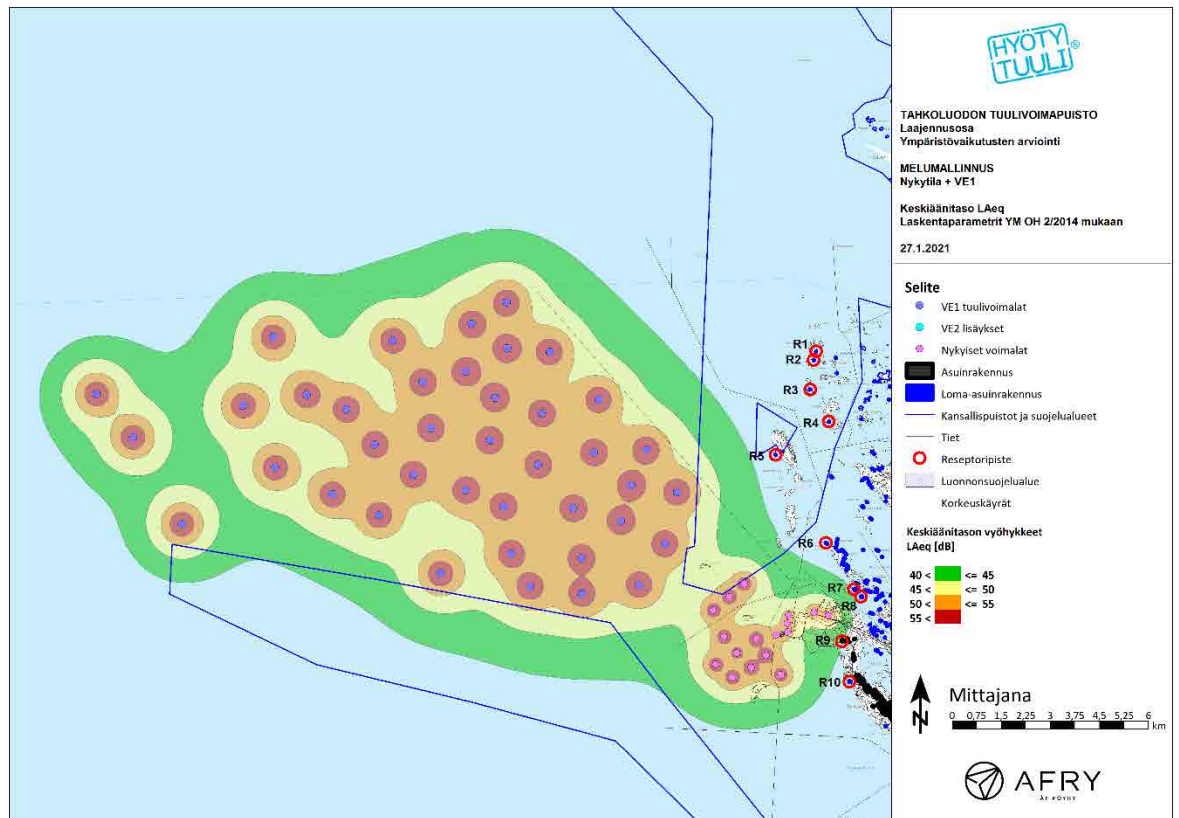 HYÖTY
TUULI®
TAHKOLUODON TUULIVOIMAPUISTO
Laajennusosa
Ympäristövaikutusten arviointi
MELUMALLINNUS
Nykytila + VE1
Keskiäänitaso LAeq
Laskentaparametrit YM OH 2/2014 mukaan
27.1.2021
Selite
VE1 tuulivoimalat
VE2 lisäykset
Nykyiset voimalat
Asuinrakennus
Loma-asuinrakennus
Kansallispuistot ja suojelualueet
Tiet
Reseptoripiste
Luonnonsuojelualue
Korkeuskäyrät
Keskiäänitason vyöhykkeet
LAeq [dB]
40 < <= 45
45 < <= 50
50 < <= 55
55 <
N
Mittajana
0 0,75 1,5 2,25 3 3,75 4,5 5,25 6
km
AFRY
ÅF PÖYRY
R1
R2
R3
R4
R5
R6
R7
R8
R9
R10